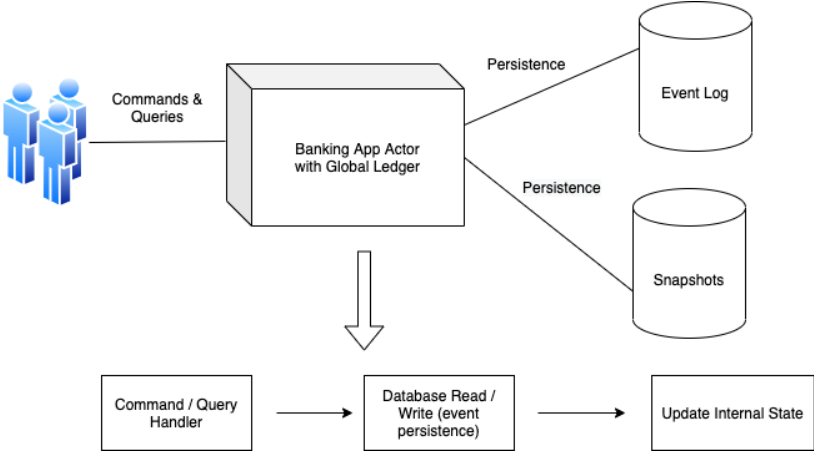 Persistence
Event Log
Commands &
Queries
Banking App Actor
with Global Ledger
Persistence
Snapshots
Command / Query
Handler
Database Read /
Write (event
persistence)
Update Internal State